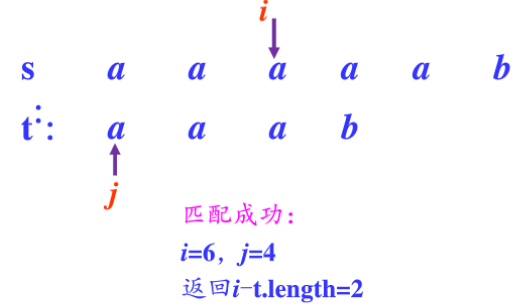 i
s a a a a a b
t: : a a a b
j
匹配成功：
i=6, j=4
返回i-t.length=2